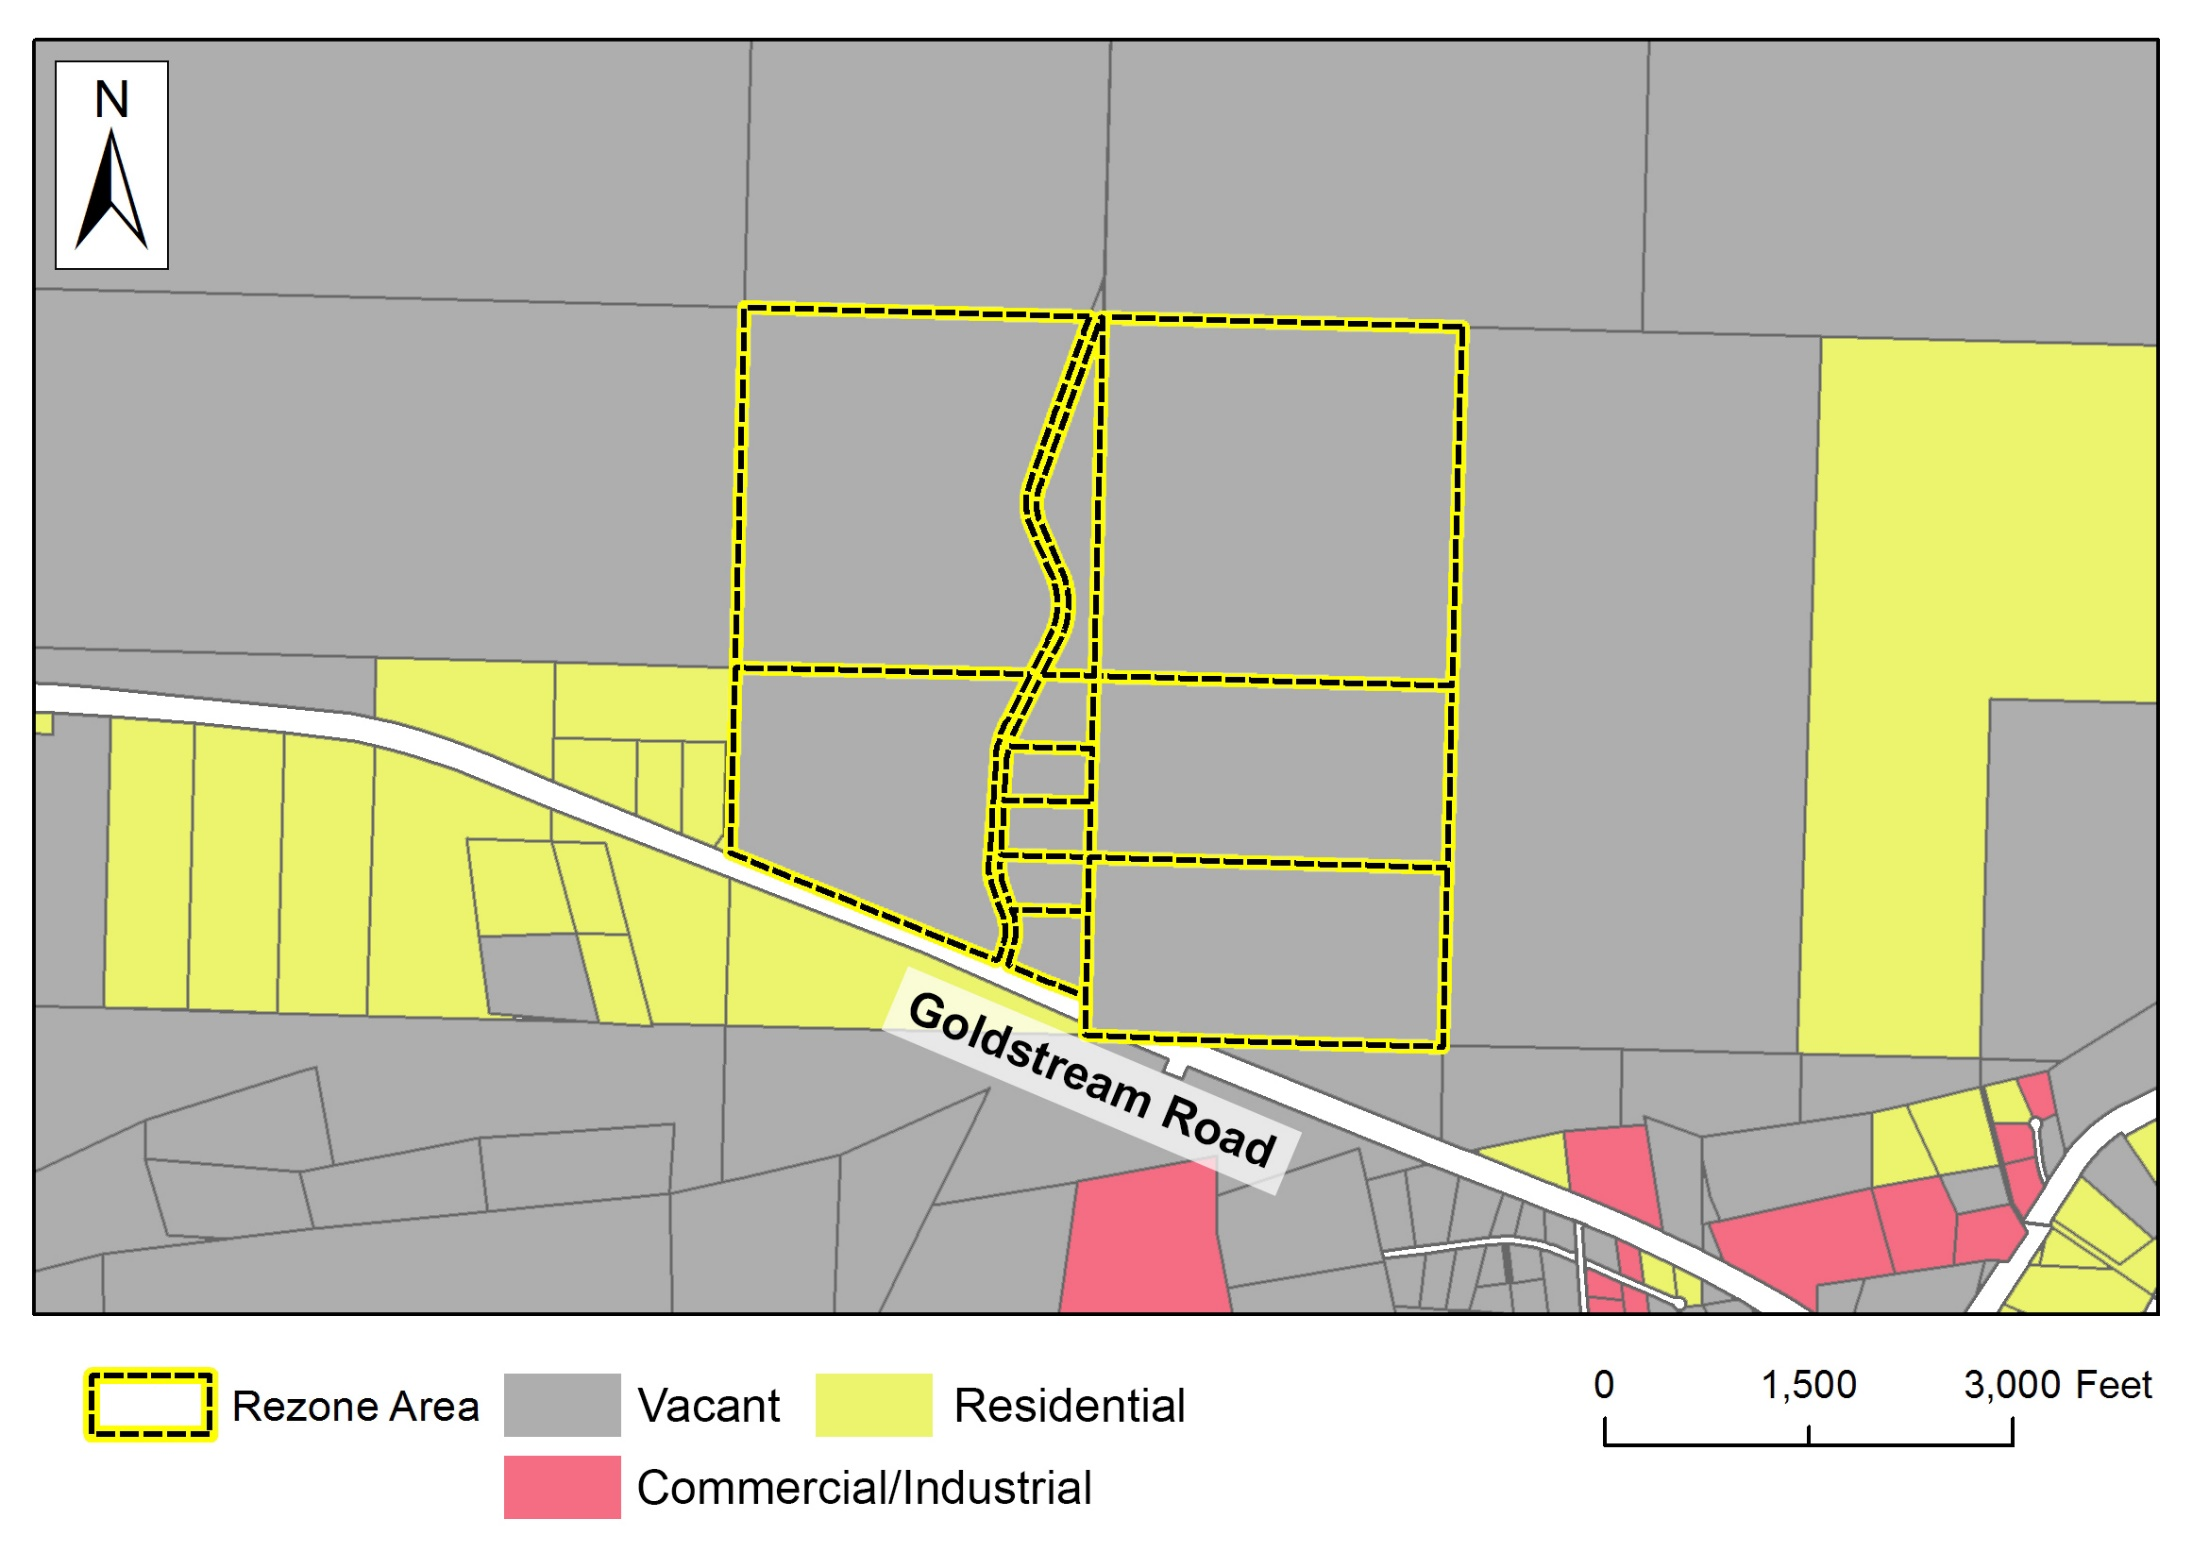 N
Goldstream Road
Rezone Area
Vacant
Residential
Commercial/Industrial
0 1,500 3,000 Feet